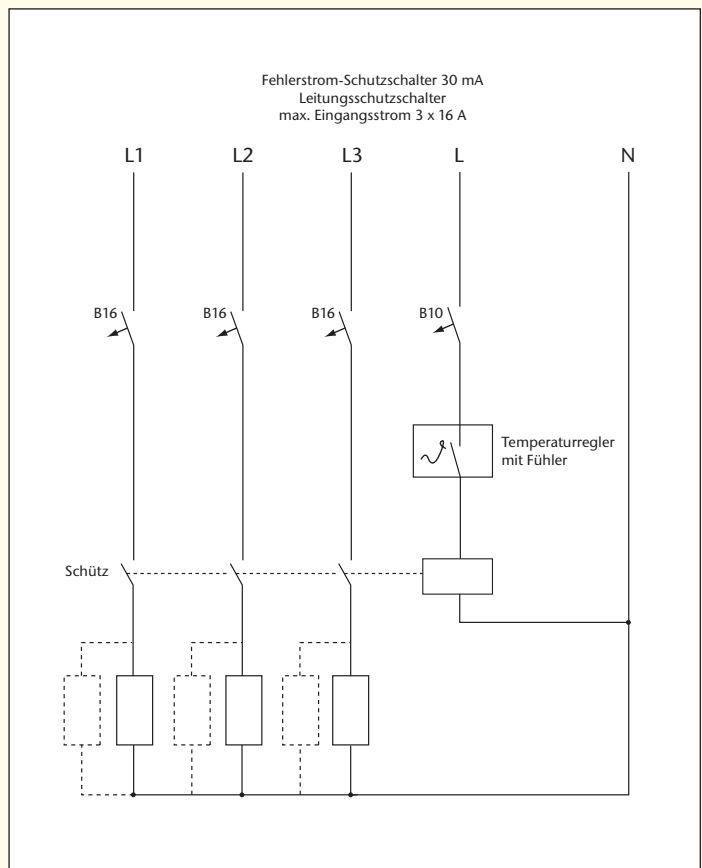 Fehlerstrom-Schutzschalter 30 mA
Leitungsschutzschalter
max. Eingangsstrom 3 x 16 A
L1 L2 L3 L N
B16 B16 B16 B10
Temperaturregler
mit Fühler
Schütz